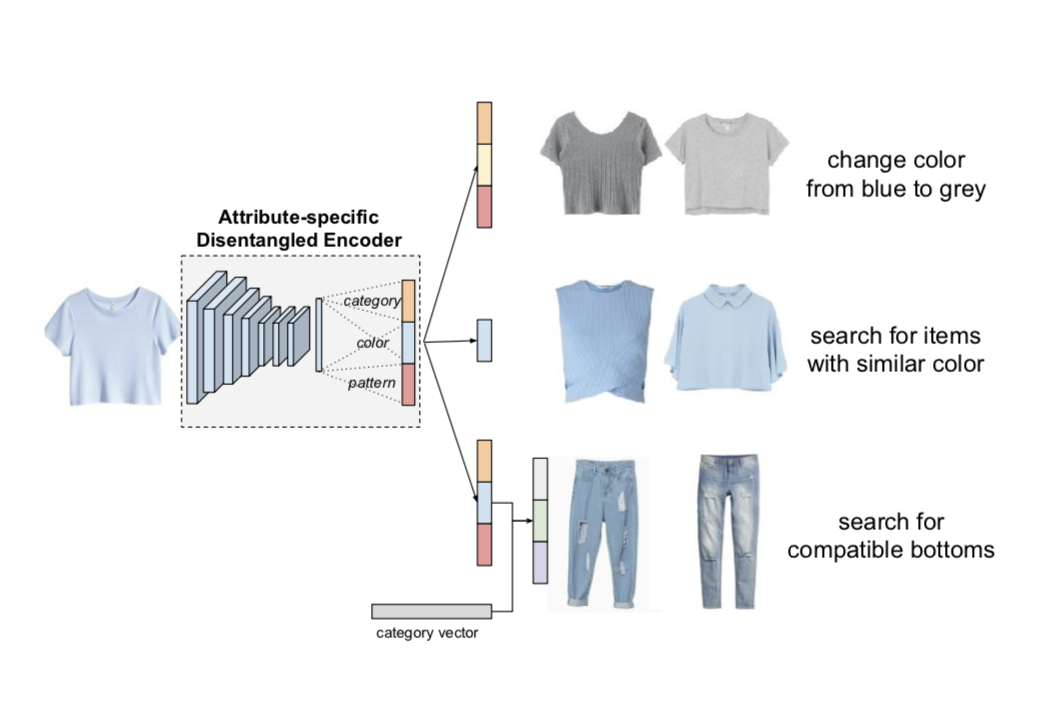 Attribute-specific
Disentangled Encoder
category
color
pattern
category vector
change color
from blue to grey
search for items
with similar color
search for
compatible bottoms